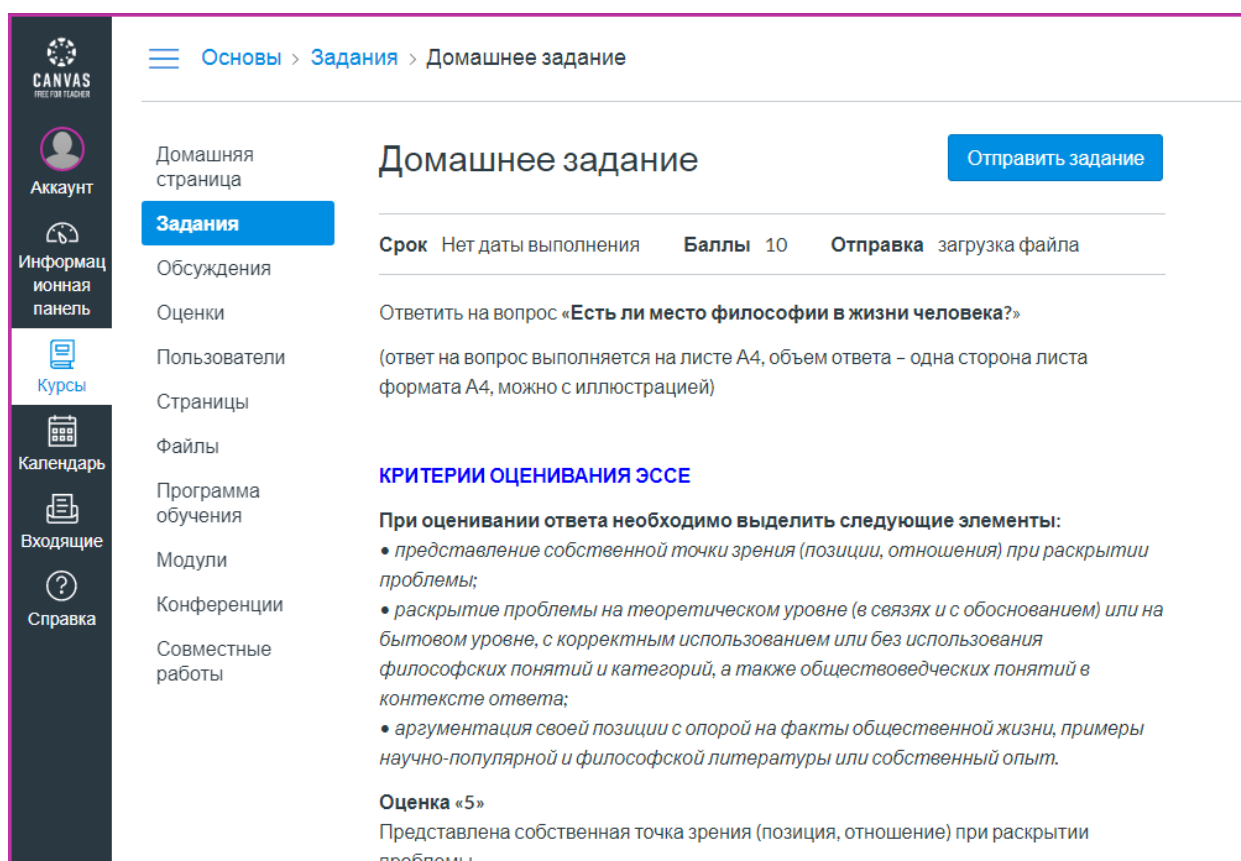 CANVAS
FREE FOR TEACHER
Аккаунт
Информац
ионная
панель
Курсы
Календарь
Входящие
Справка
Основы > Задания > Домашнее задание
Домашняя
страница
Задания
Обсуждения
Оценки
Пользователи
Страницы
Файлы
Программа
обучения
Модули
Конференции
Совместные
работы
Домашнее задание
Отправить задание
Срок Нет даты выполнения Баллы 10 Отправка загрузка файла
Ответить на вопрос «Есть ли место философии в жизни человека?»
(ответ на вопрос выполняется на листе А4, объем ответа – одна сторона листа
формата А4, можно с иллюстрацией)
КРИТЕРИИ ОЦЕНИВАНИЯ ЭССЕ
При оценивании ответа необходимо выделить следующие элементы:
• представление собственной точки зрения (позиции, отношения) при раскрытии
проблемы;
• раскрытие проблемы на теоретическом уровне (в связях и с обоснованием) или на
бытовом уровне, с корректным использованием или без использования
философских понятий и категорий, а также обществоведческих понятий в
контексте ответа;
• аргументация своей позиции с опорой на факты общественной жизни, примеры
научно-популярной и философской литературы или собственный опыт.
Оценка «5»
Представлена собственная точка зрения (позиция, отношение) при раскрытии
проблемы